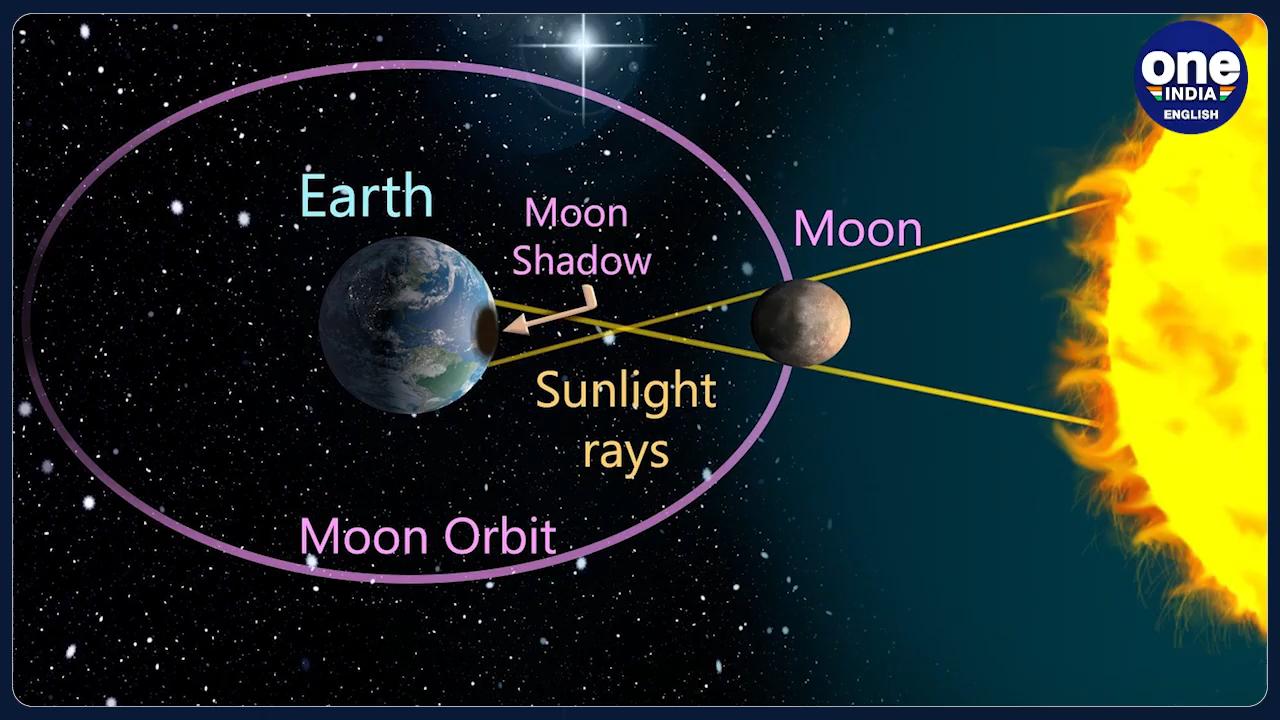 one
INDIA
ENGLISH
Earth
Moon
Shadow
Moon
Sunlight
rays
Moon Orbit